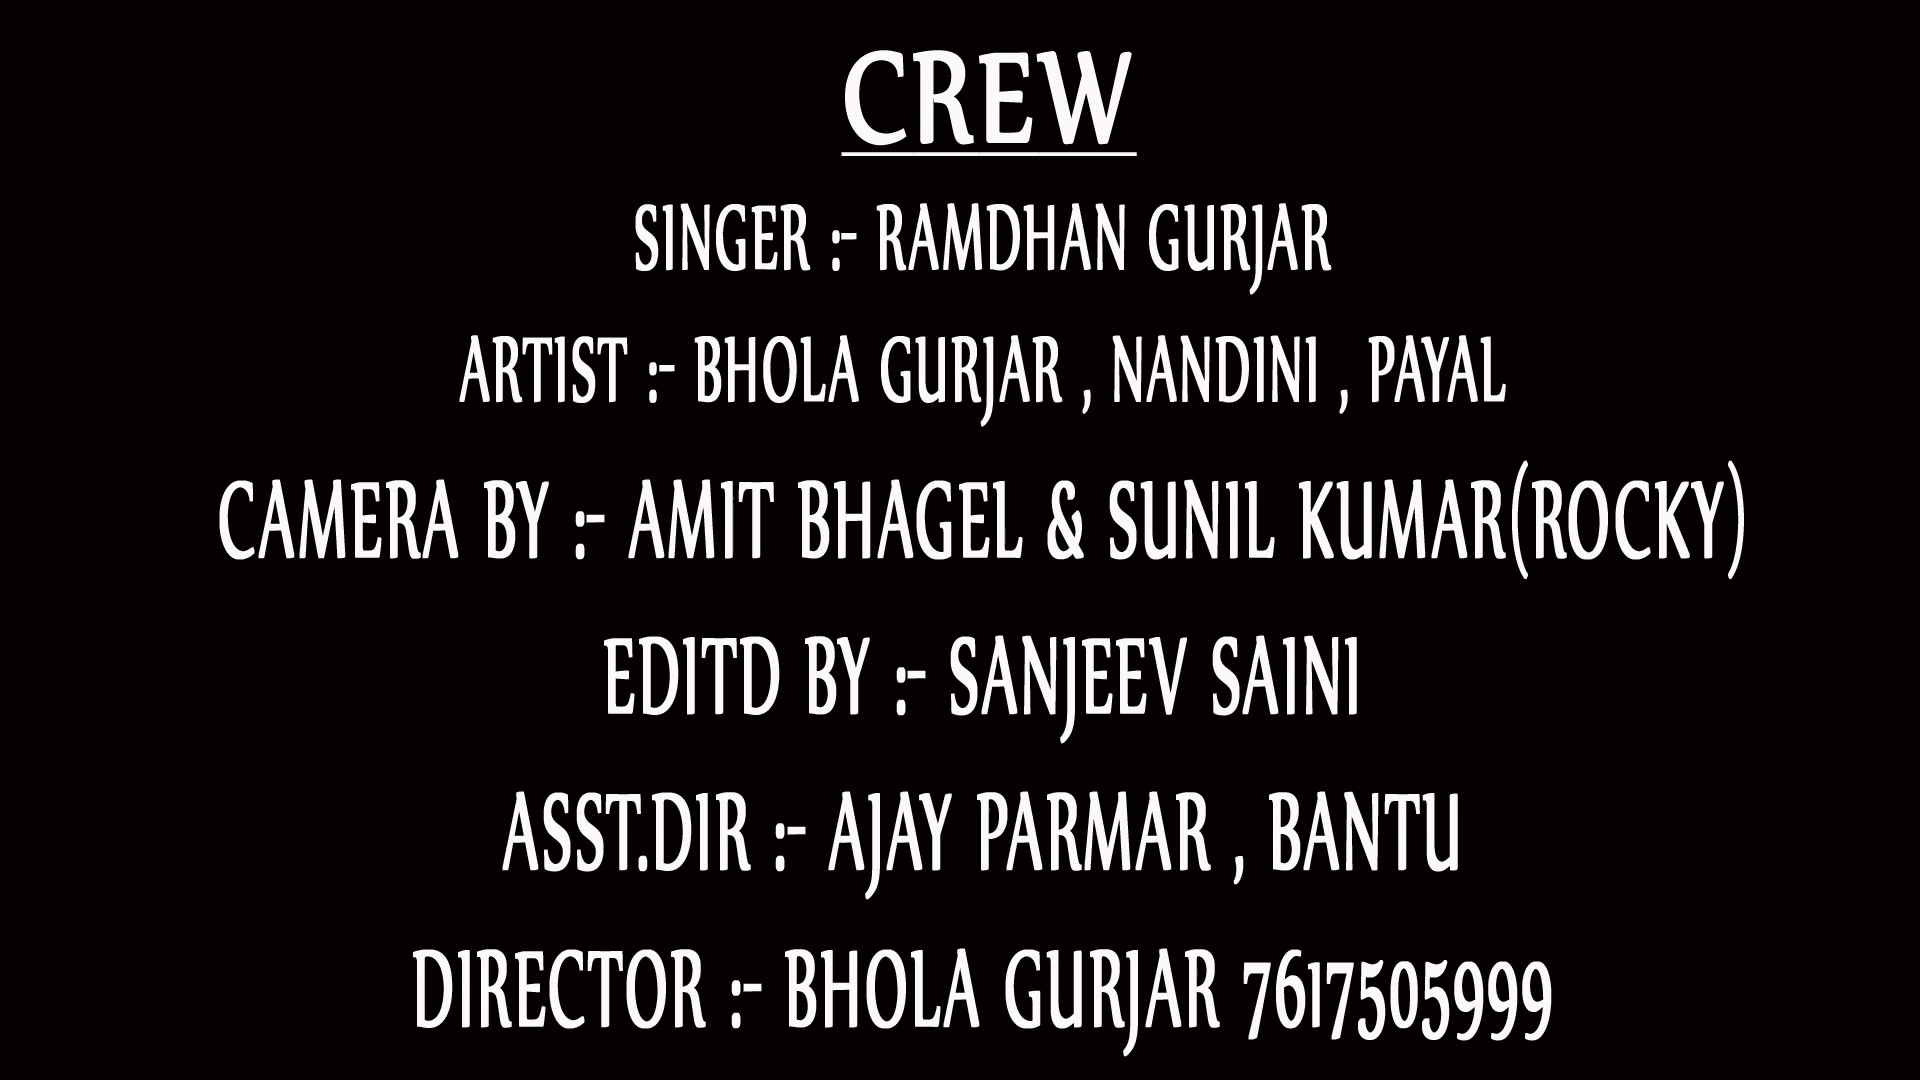 CREW
SINGER :- RAMDHAN GURJAR
ARTIST :- BHOLA GURJAR , NANDINI , PAYAL
CAMERA BY :- AMIT BHAGEL & SUNIL KUMAR(ROCKY)
EDITD BY :- SANJEEV SAINI
ASST.DIR :- AJAY PARMAR , BANTU
DIRECTOR :- BHOLA GURJAR 7617505999